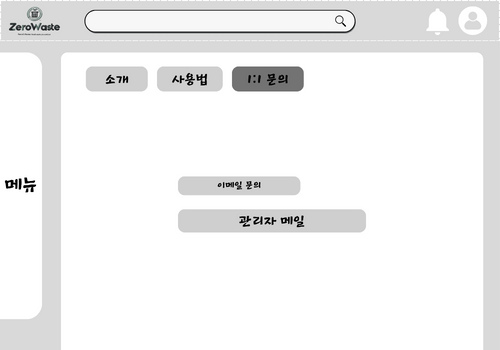 ZeroWaste
소개
사용법
1:1 문의
메뉴
이메일 문의
관리자 메일